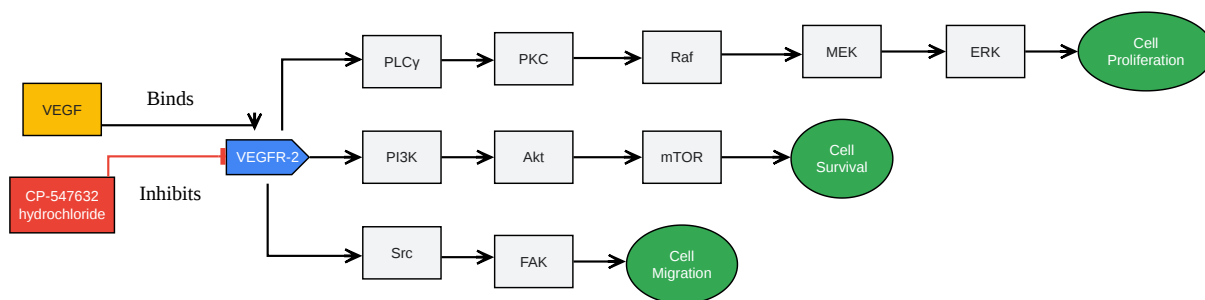 PLCγ
PKC
Raf
MEK
ERK
Cell
Proliferation
VEGF
Binds
VEGFR-2
PI3K
Akt
mTOR
Cell
Survival
CP-547632
hydrochloride
Inhibits
Src
FAK
Cell
Migration